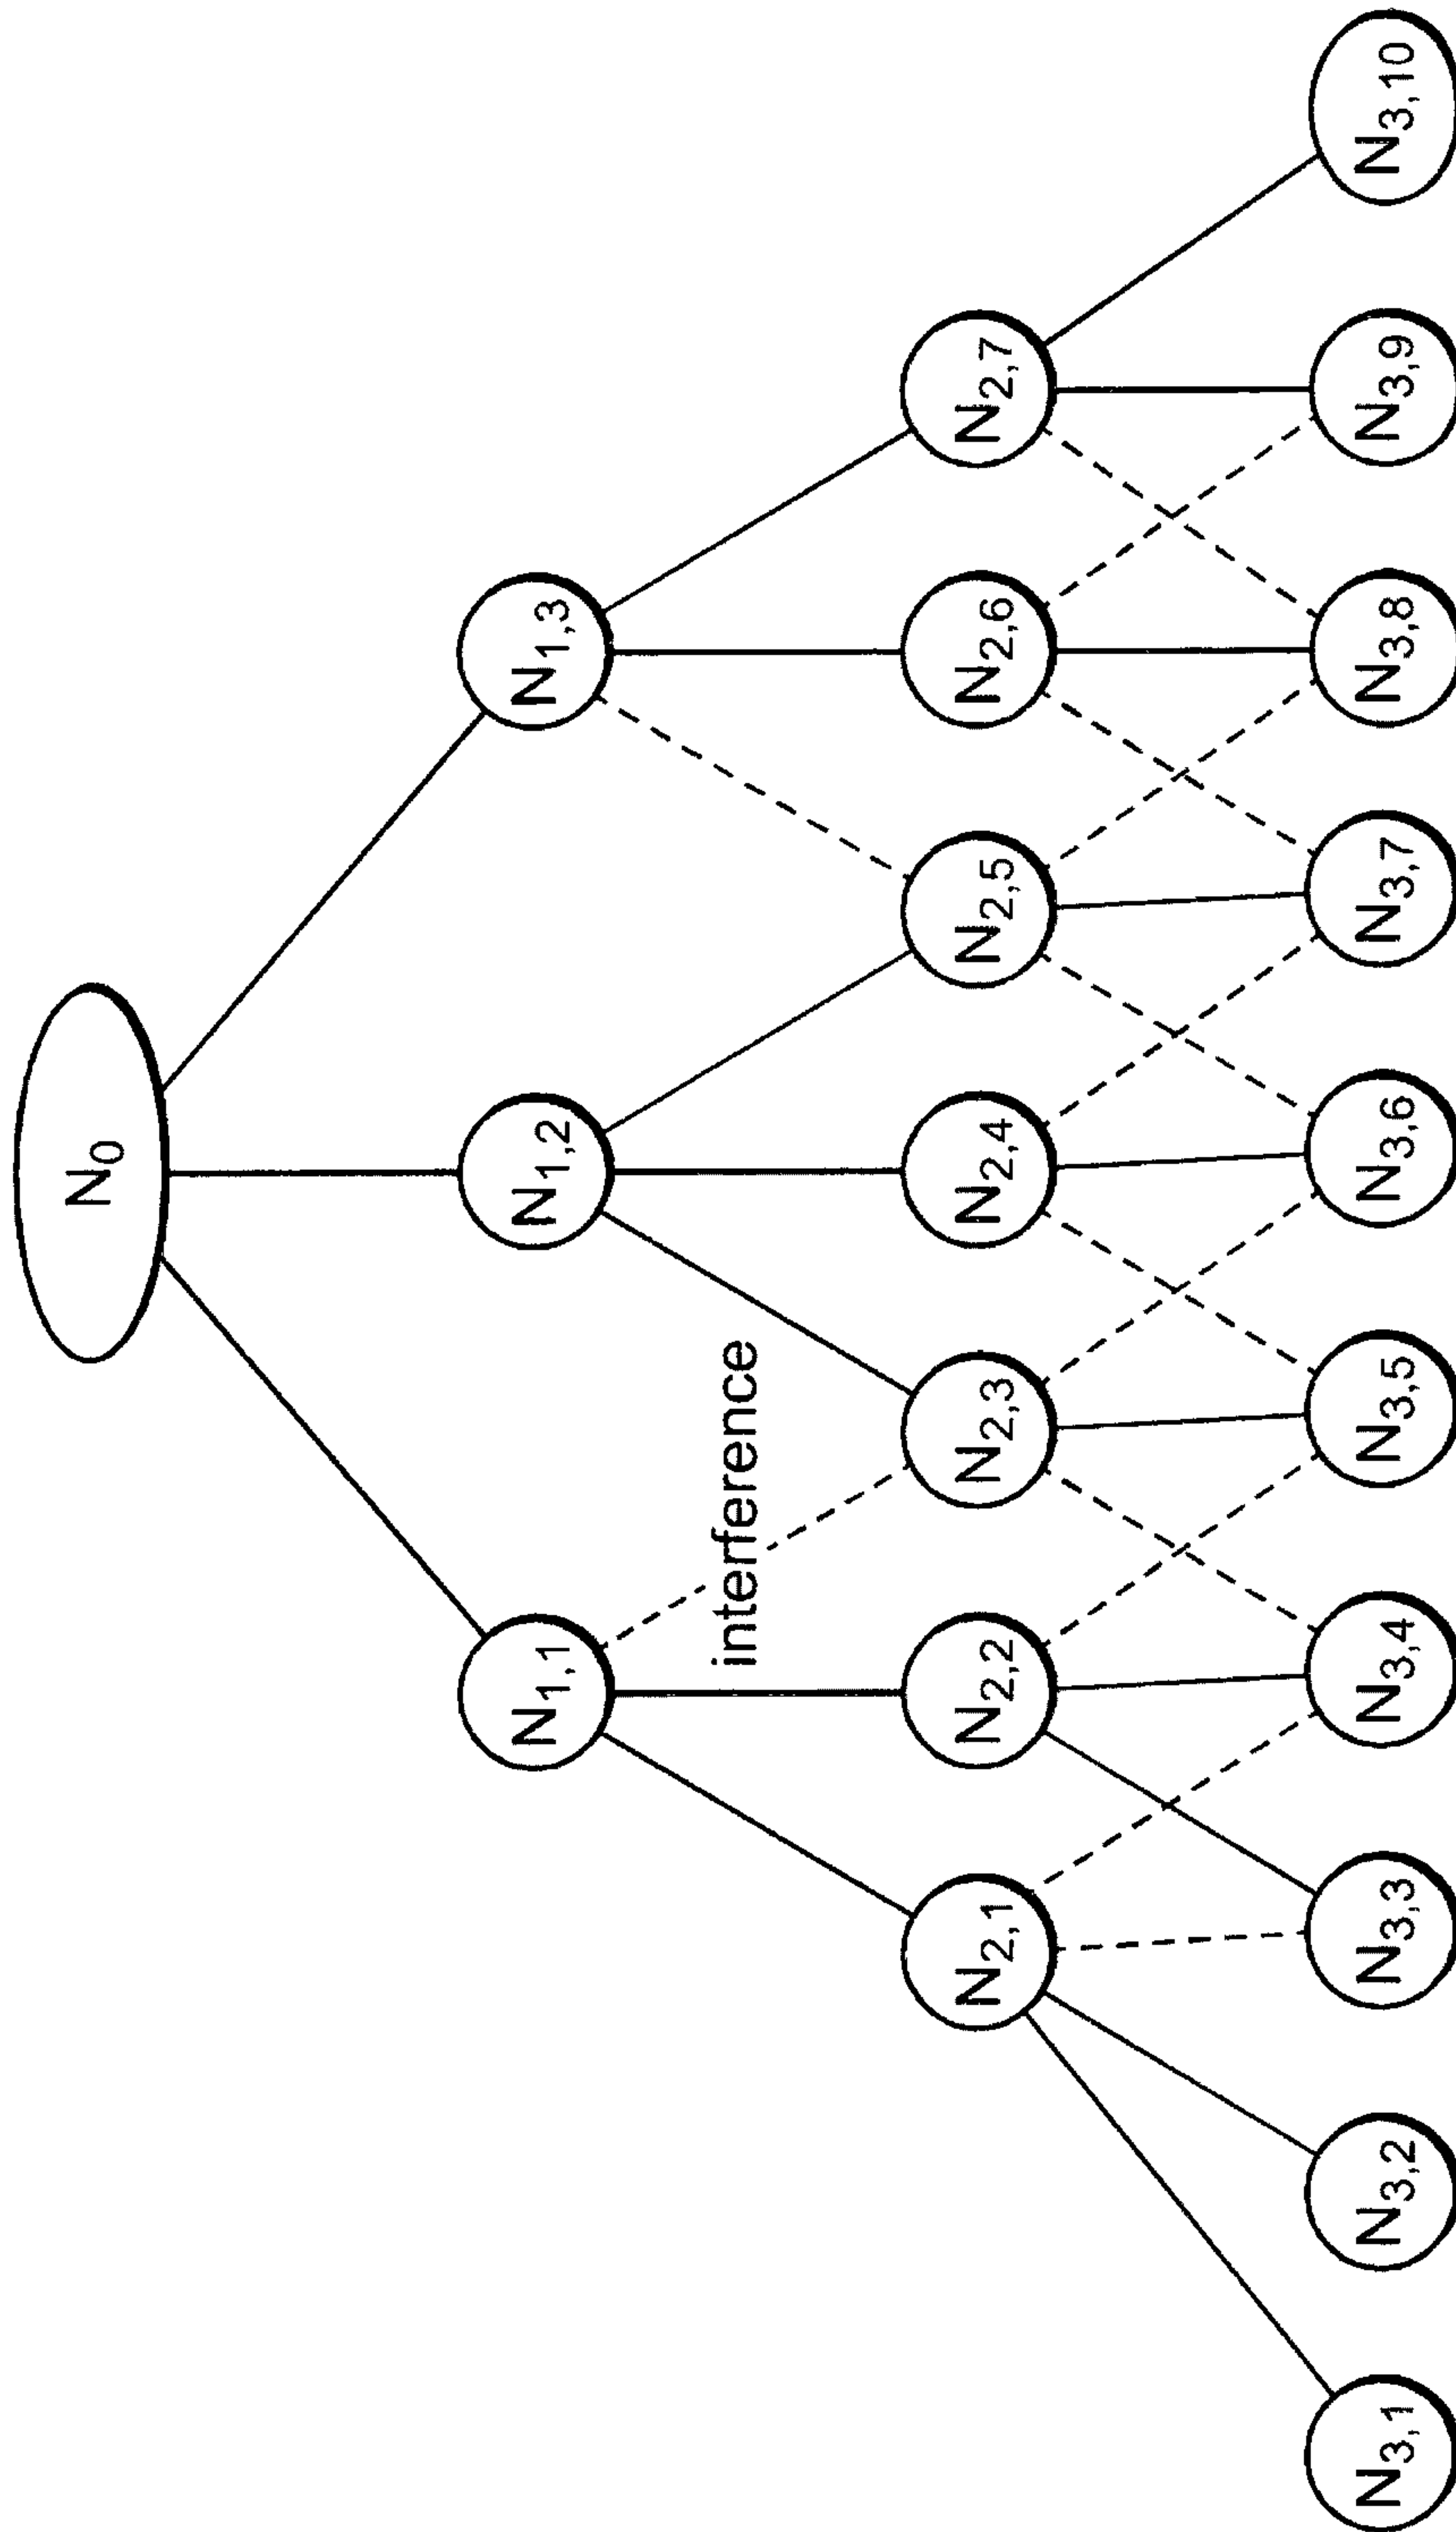 N0
N1,1
N1,2
N1,3
interference
N2,1
N2,2
N2,3
N2,4
N2,5
N2,6
N2,7
N3,1
N3,2
N3,3
N3,4
N3,5
N3,6
N3,7
N3,8
N3,9
N3,10